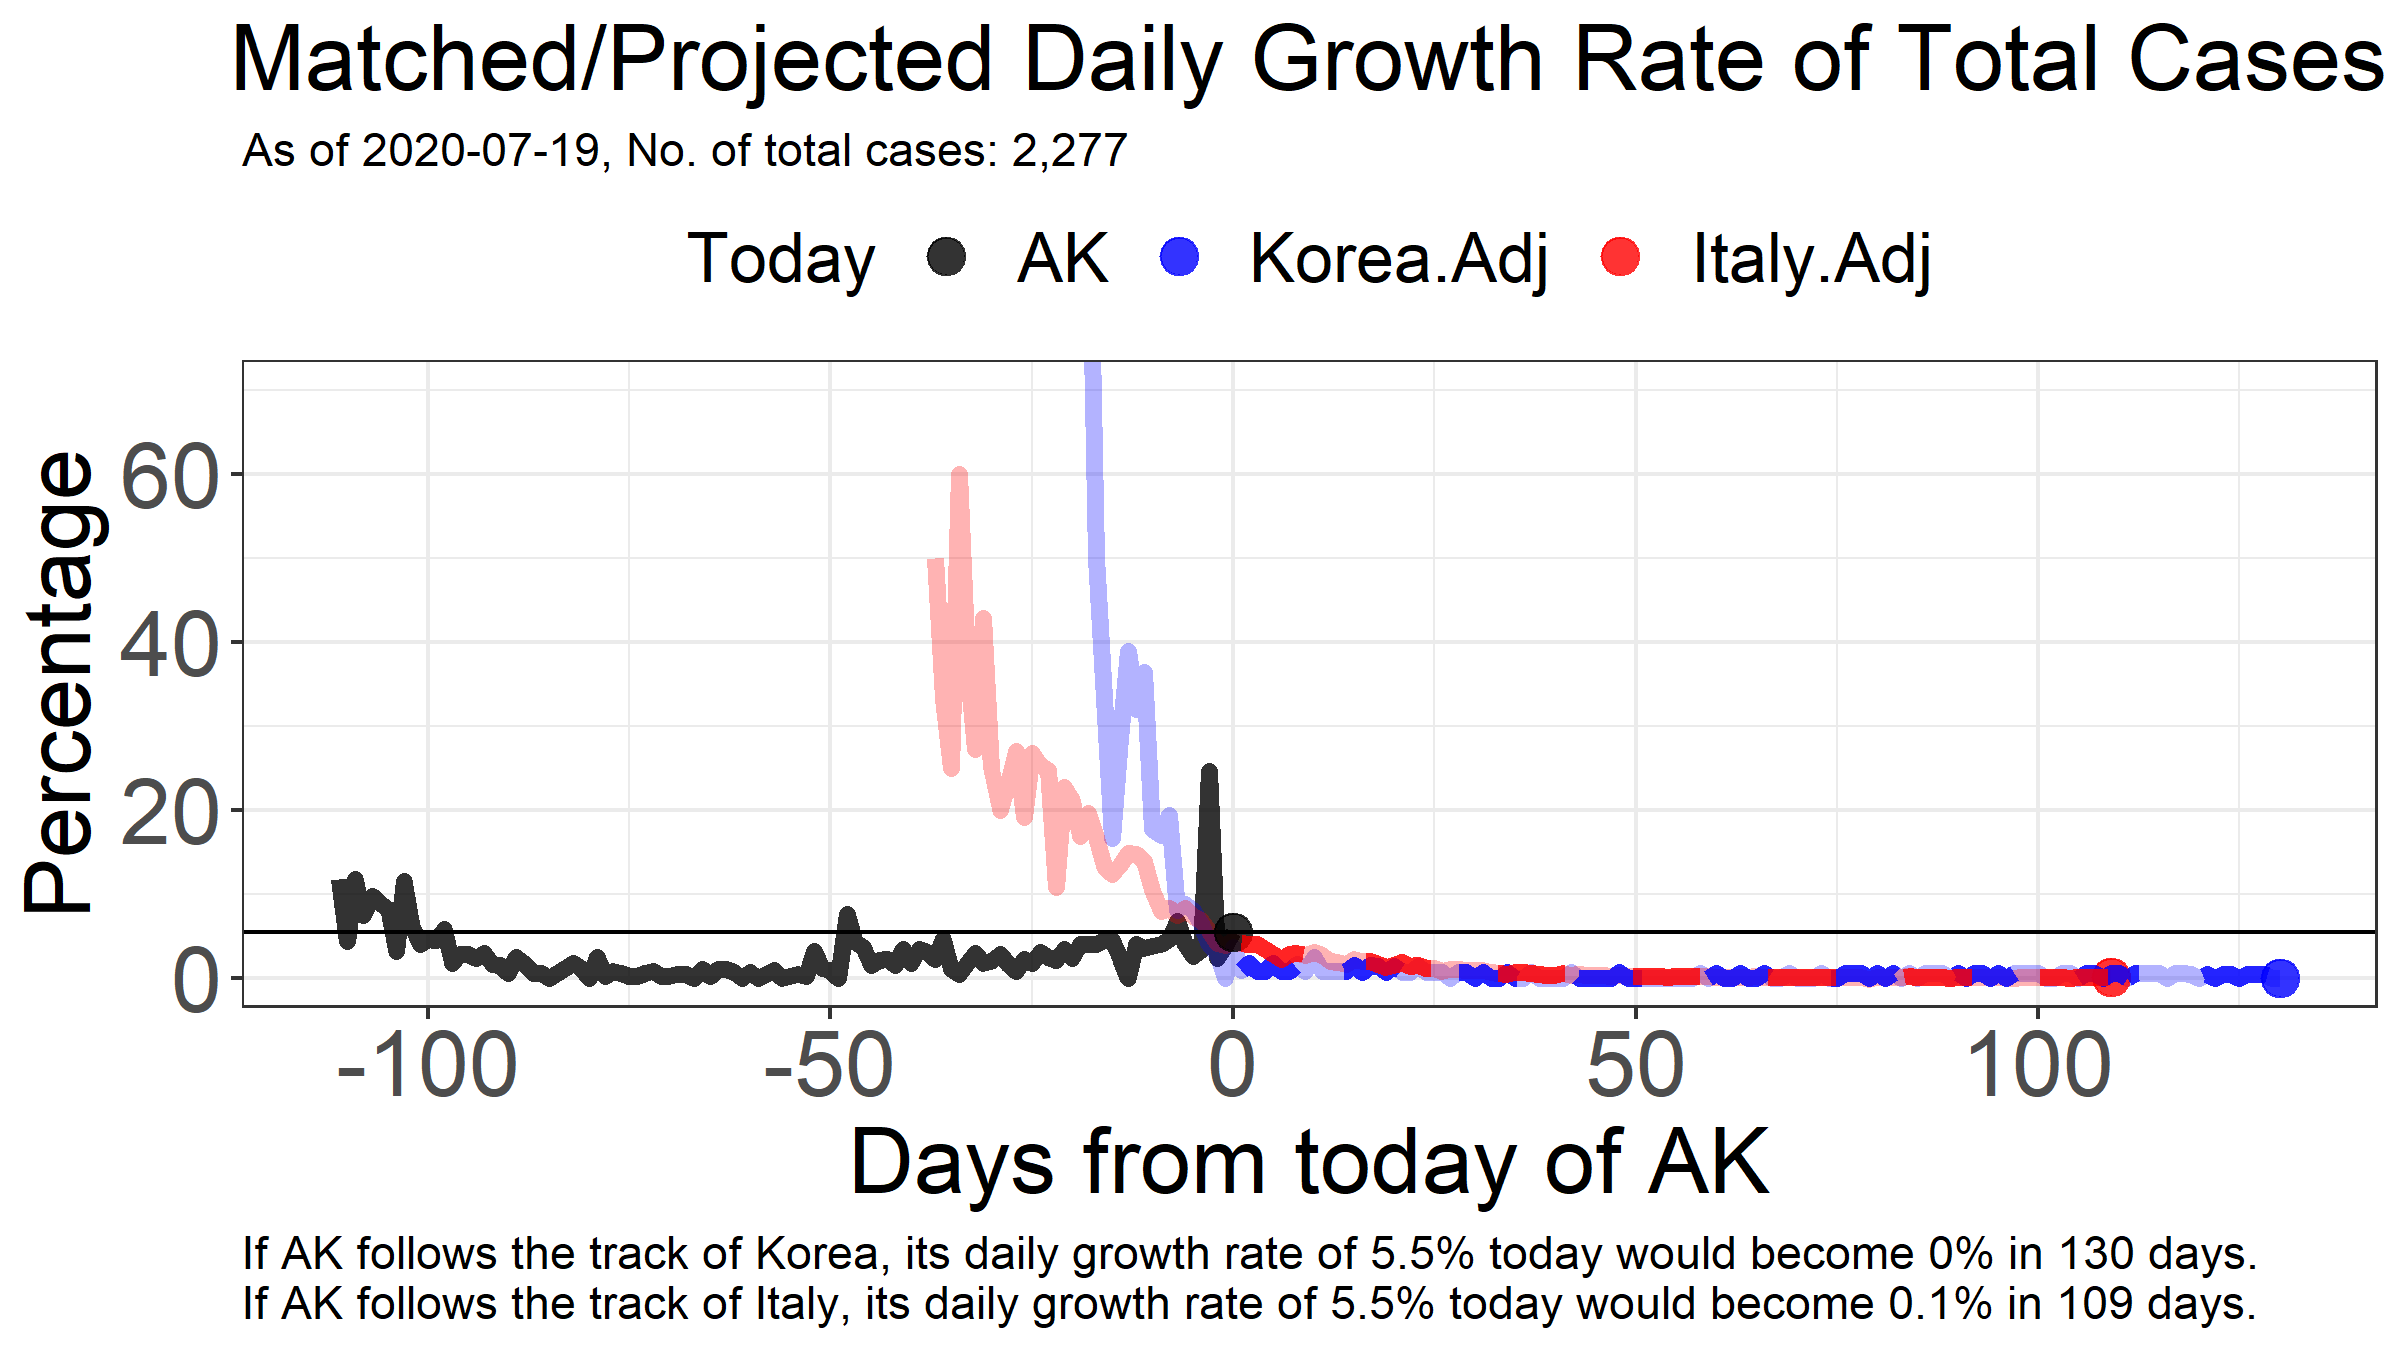 Matched/Projected Daily Growth Rate of Total Cases
As of 2020-07-19, No. of total cases: 2,277
Today AK Korea.Adj Italy.Adj
Percentage
60
40
20
0
-100 -50 0 50 100
Days from today of AK
If AK follows the track of Korea, its daily growth rate of 5.5% today would become 0% in 130 days.
If AK follows the track of Italy, its daily growth rate of 5.5% today would become 0.1% in 109 days.